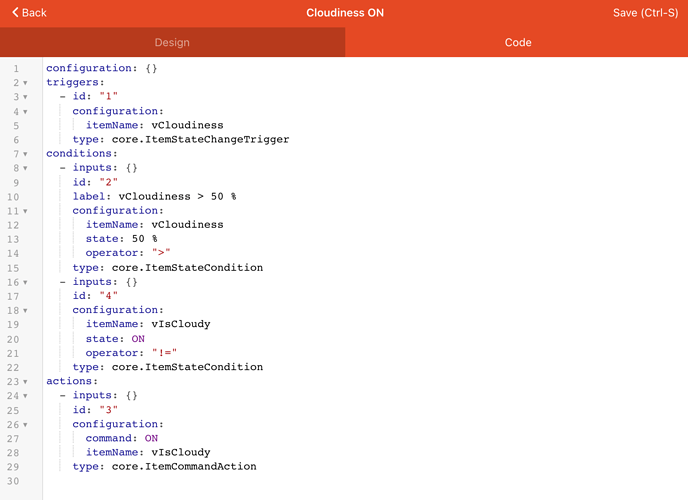 Back
Cloudiness ON
Save (Ctrl-S)
Design
Code
1 configuration: {}
2 triggers:
3   - id: "1"
4     configuration:
5       itemName: vCloudiness
6     type: core.ItemStateChangeTrigger
7 conditions:
8   - inputs: {}
9     id: "2"
10     label: vCloudiness > 50 %
11     configuration:
12       itemName: vCloudiness
13       state: 50 %
14       operator: ">"
15     type: core.ItemStateCondition
16   - inputs: {}
17     id: "4"
18     configuration:
19       itemName: vIsCloudy
20       state: ON
21       operator: "!="
22     type: core.ItemStateCondition
23 actions:
24   - inputs: {}
25     id: "3"
26     configuration:
27       command: ON
28       itemName: vIsCloudy
29     type: core.ItemCommandAction
30